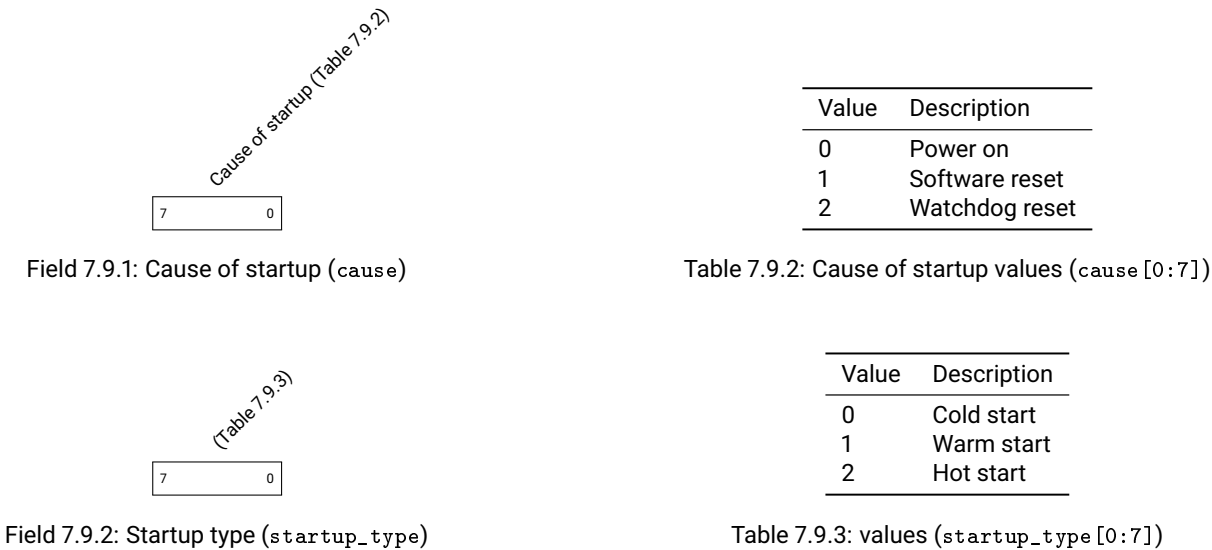 Cause of startup (Table 7.9.2)
7 0
Field 7.9.1: Cause of startup (cause)
Value Description
0 Power on
1 Software reset
2 Watchdog reset
Table 7.9.2: Cause of startup values (cause[0:7])
(Table 7.9.3)
7 0
Field 7.9.2: Startup type (startup_type)
Value Description
0 Cold start
1 Warm start
2 Hot start
Table 7.9.3: values (startup_type[0:7])